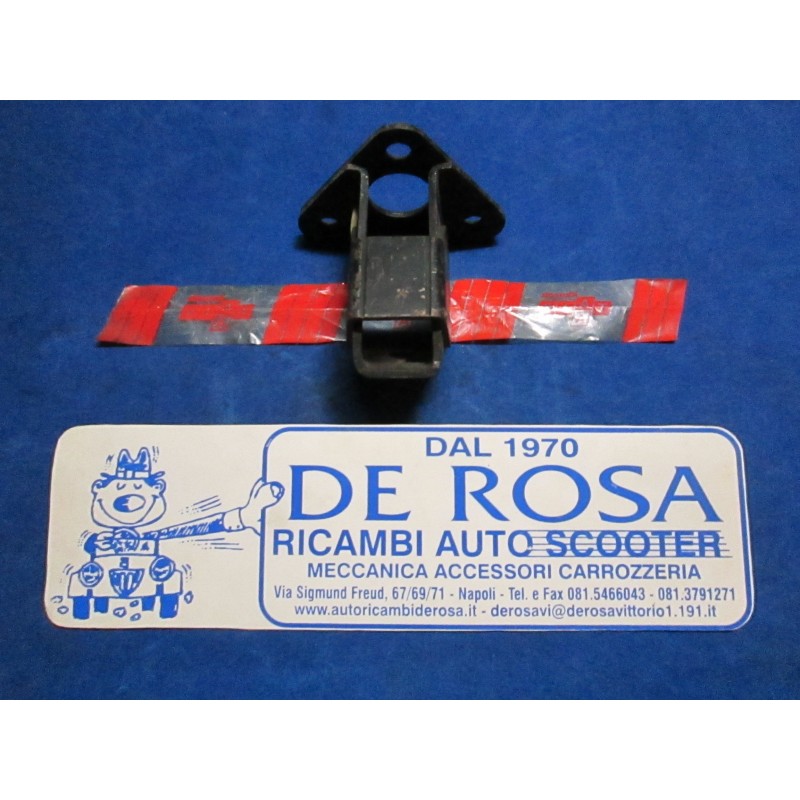 DAL 1970
DE ROSA
RICAMBI AUTO SCOOTER
MECCANICA ACCESSORI CARROZZERIA
Via Sigmund Freud, 67/69/71 - Napoli - Tel. e Fax 081.5466043 - 081.3791271
www.autoricambiderosa.it - derosavi@derosavittorio1.191.it